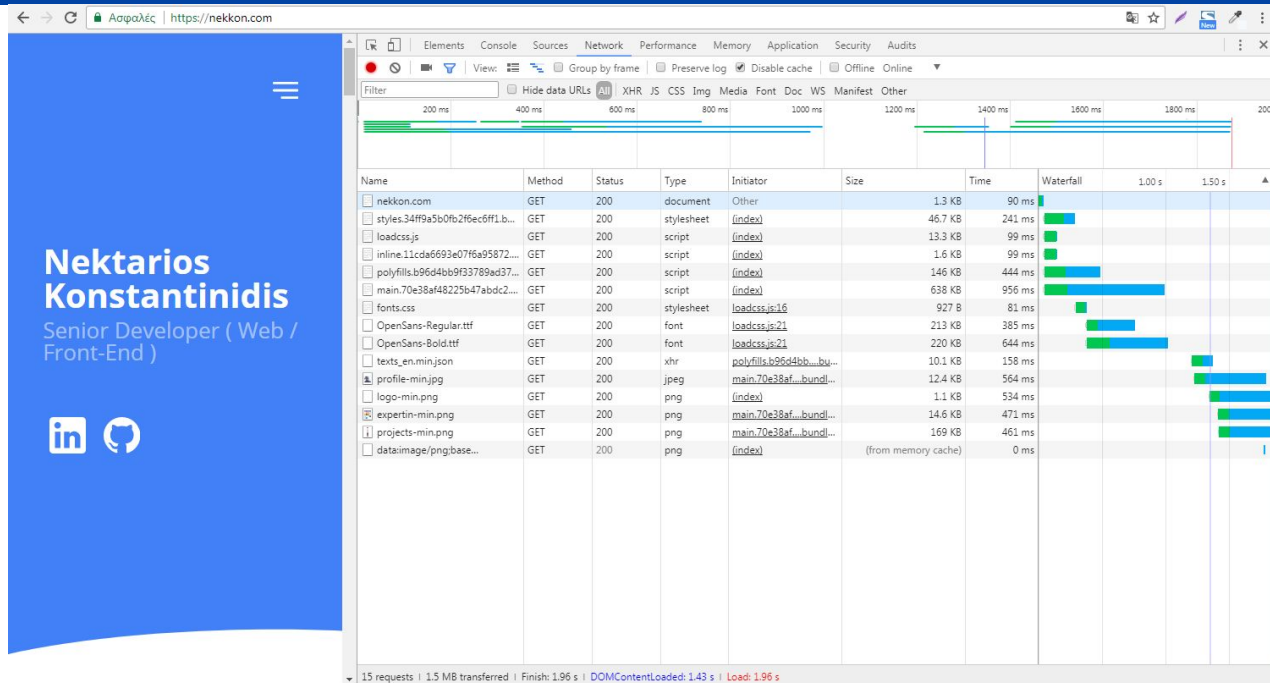 Ασφαλές | https://nekkon.com
New
Elements Console Sources Network Performance Memory Application Security Audits
View: Group by frame Preserve log Disable cache Offline Online
Filter Hide data URLs All XHR JS CSS Img Media Font Doc WS Manifest Other
200 ms 400 ms 600 ms 800 ms 1000 ms 1200 ms 1400 ms 1600 ms 1800 ms 200
Name Method Status Type Initiator Size Time Waterfall 1.00 s 1.50 s
nekkon.com GET 200 document Other 1.3 KB 90 ms
styles.34ff9a5b0fb2f6ec6ff1.b... GET 200 stylesheet (index) 46.7 KB 241 ms
loadcss.js GET 200 script (index) 13.3 KB 99 ms
inline.11cda6693e07f6a95872.... GET 200 script (index) 1.6 KB 99 ms
polyfills.b96d4bb9f33789ad37... GET 200 script (index) 146 KB 444 ms
main.70e38af48225b47abdc2.... GET 200 script (index) 638 KB 956 ms
fonts.css GET 200 stylesheet loadcss.js:16 927 B 81 ms
OpenSans-Regular.ttf GET 200 font loadcss.js:21 213 KB 385 ms
OpenSans-Bold.ttf GET 200 font loadcss.js:21 220 KB 644 ms
texts_en.min.json GET 200 xhr polyfills.b96d4bb....bu... 10.1 KB 158 ms
profile-min.jpg GET 200 jpeg main.70e38af....bundl... 12.4 KB 564 ms
logo-min.png GET 200 png (index) 1.1 KB 534 ms
expertin-min.png GET 200 png main.70e38af....bundl... 14.6 KB 471 ms
projects-min.png GET 200 png main.70e38af....bundl... 169 KB 461 ms
data:image/png;base... GET 200 png (index) (from memory cache) 0 ms
Nektarios
Konstantinidis
Senior Developer ( Web /
Front-End )
in
15 requests | 1.5 MB transferred | Finish: 1.96 s | DOMContentLoaded: 1.43 s | Load: 1.96 s